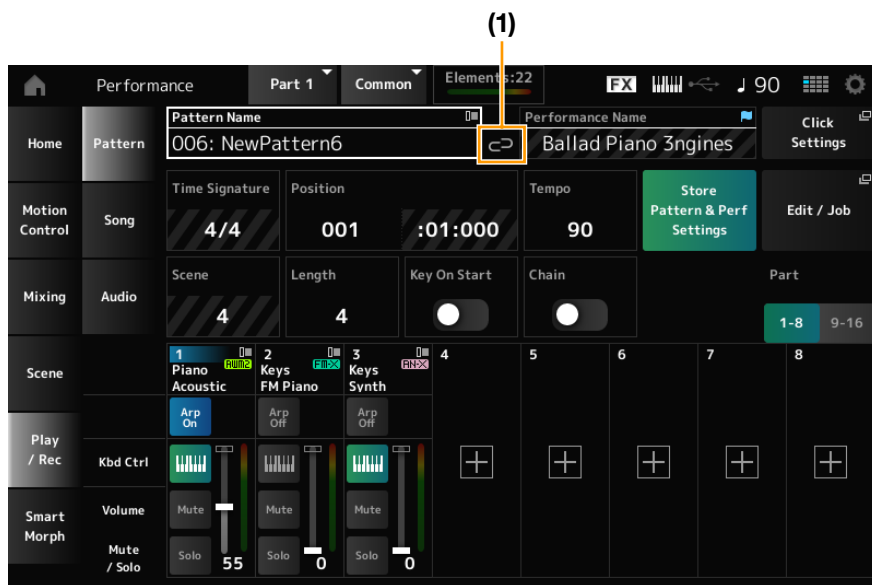 (1)
Performance
Part 1
Common
Elements:22
FX
90
Home
Pattern
Pattern Name
006: NewPattern6
Performance Name
Ballad Piano 3ngines
Click
Settings
Motion
Control
Song
Time Signature
4/4
Position
001
:01:000
Tempo
90
Store
Pattern & Perf
Settings
Edit / Job
Mixing
Audio
Scene
4
Length
4
Key On Start
Chain
Part
1-8
9-16
Scene
1
Piano
AWM2
Acoustic
2
Keys
FM-X
FM Piano
3
Keys
AN-X
Synth
4
5
6
7
8
Arp
On
Arp
Off
Arp
Off
Play
/ Rec
Kbd Ctrl
Smart
Morph
Volume
Mute
Mute
Mute
Mute
/ Solo
Solo
55
Solo
0
Solo
0